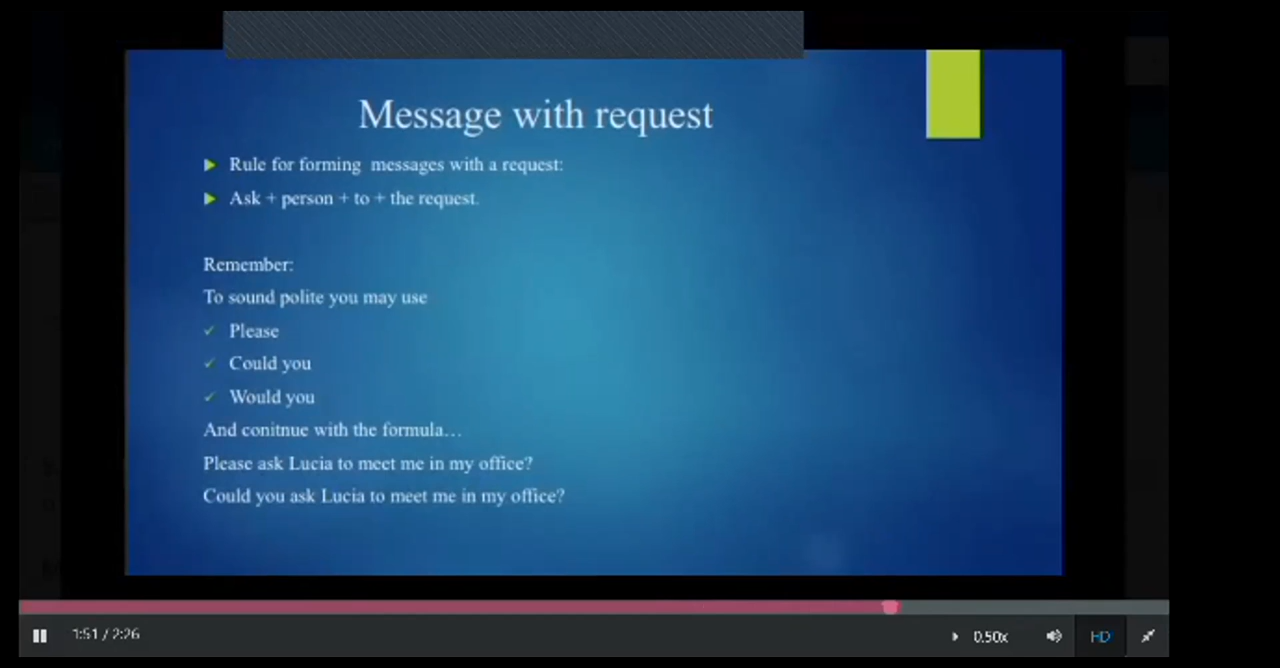 Message with request
Rule for forming messages with a request:
Ask + person + to + the request.
Remember:
To sound polite you may use
Please
Could you
Would you
And conitnue with the formula…
Please ask Lucia to meet me in my office?
Could you ask Lucia to meet me in my office?
1:51 / 2:26
0.50x
HD